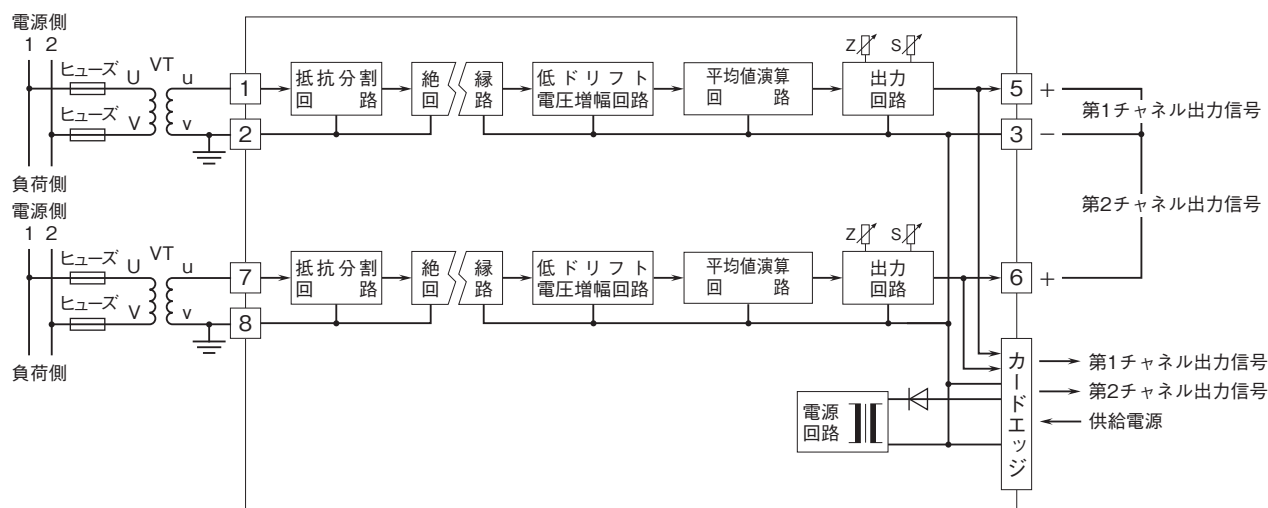 電源側
1 2
ヒューズ U VT u
V v
負荷側
1
2
抵抗分割
回路
絶縁
回路
低ドリフト
電圧増幅回路
平均値演算
回路
Z S
出力
回路
5 +
3 −
第1チャネル出力信号
第2チャネル出力信号
電源側
1 2
ヒューズ U VT u
ヒューズ V v
負荷側
7
8
抵抗分割
回路
絶縁
回路
低ドリフト
電圧増幅回路
平均値演算
回路
Z S
出力
回路
6 +
カードエッジ
電源
回路
第1チャネル出力信号
第2チャネル出力信号
供給電源